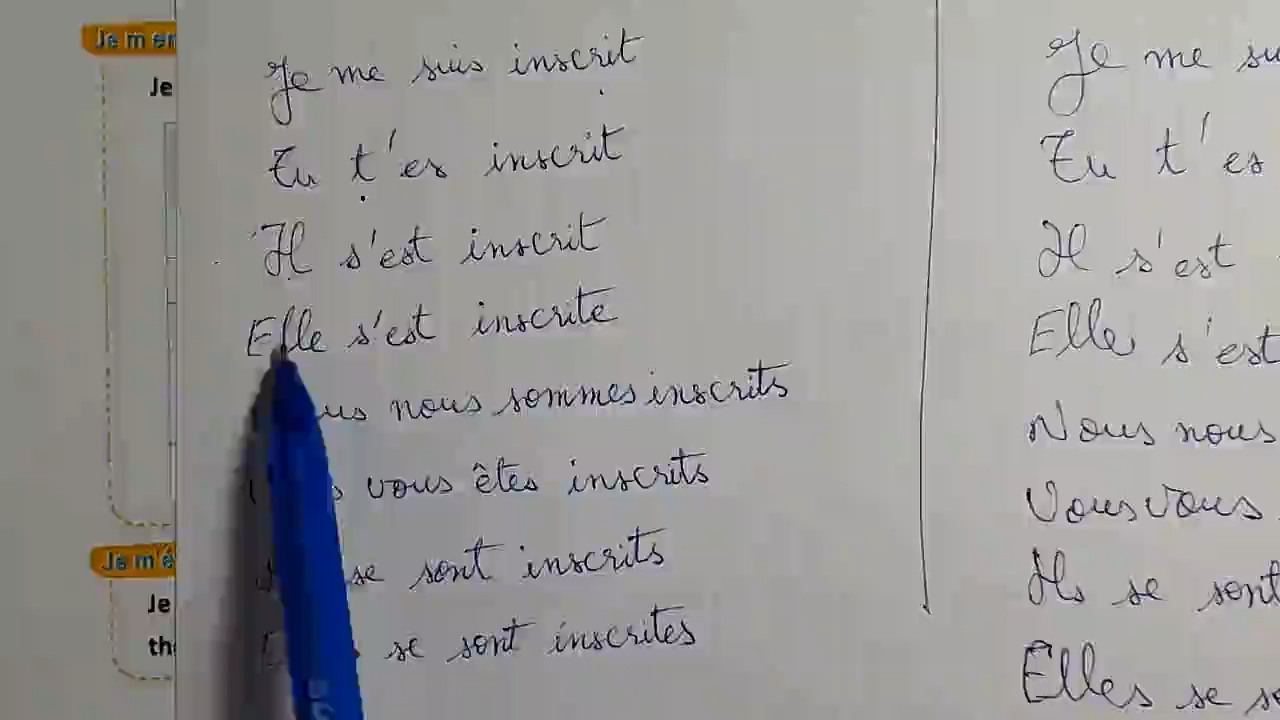 Je m'en
Je
Je me suis inscrit
Tu t'es inscrit
Il s'est inscrit
Elle s'est inscrite
nous sommes inscrits
vous êtes inscrits
se sont inscrits
se sont inscrites
Je m'é
Je
Je me
Tu t'es
Il s'est
Elle s'est
Nous nous
Vous vous
Ils se sont
Elles se